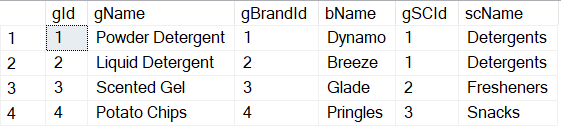 gId gName gBrandId bName gSCId scName
1 1 Powder Detergent 1 Dynamo 1 Detergents
2 2 Liquid Detergent 2 Breeze 1 Detergents
3 3 Scented Gel 3 Glade 2 Fresheners
4 4 Potato Chips 4 Pringles 3 Snacks